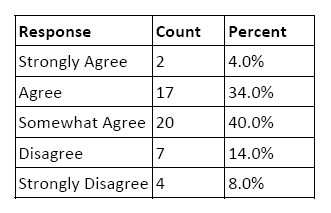 Response Count Percent
Strongly Agree 2 4.0%
Agree 17 34.0%
Somewhat Agree 20 40.0%
Disagree 7 14.0%
Strongly Disagree 4 8.0%